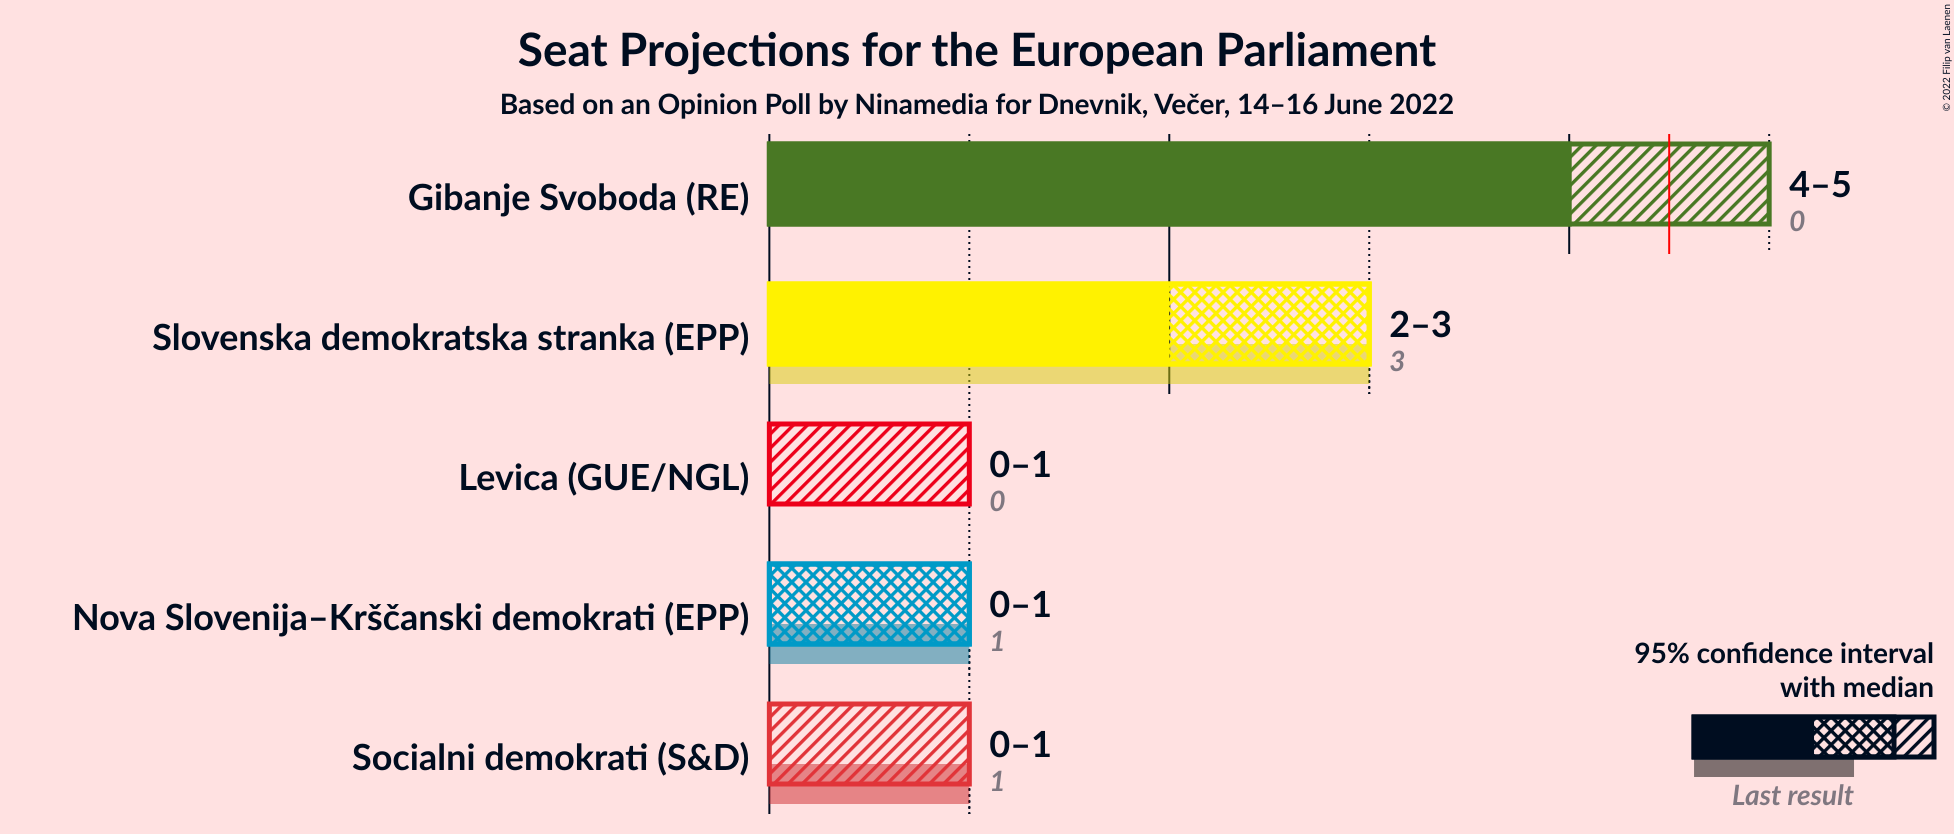 Seat Projections for the European Parliament
Based on an Opinion Poll by Ninamedia for Dnevnik, Večer, 14–16 June 2022
© 2022 Filip van Laenen
Gibanje Svoboda (RE)
4–5
0
Slovenska demokratska stranka (EPP)
2–3
3
Levica (GUE/NGL)
0–1
0
Nova Slovenija–Krščanski demokrati (EPP)
0–1
1
Socialni demokrati (S&D)
0–1
1
95% confidence interval
with median
Last result